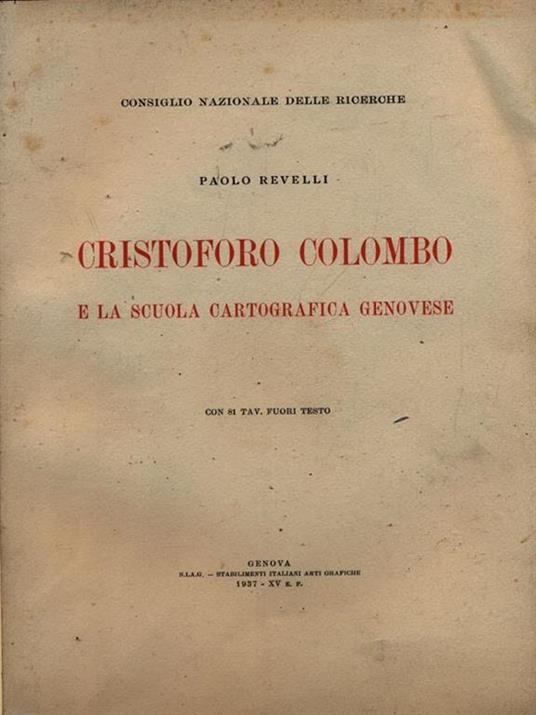 CONSIGLIO NAZIONALE DELLE RICERCHE
PAOLO REVELLI
CRISTOFORO COLOMBO
E LA SCUOLA CARTOGRAFICA GENOVESE
CON 81 TAV. FUORI TESTO
GENOVA
S.I.A.G. — STABILIMENTI ITALIANI ARTI GRAFICHE
1937 - XV E. F.